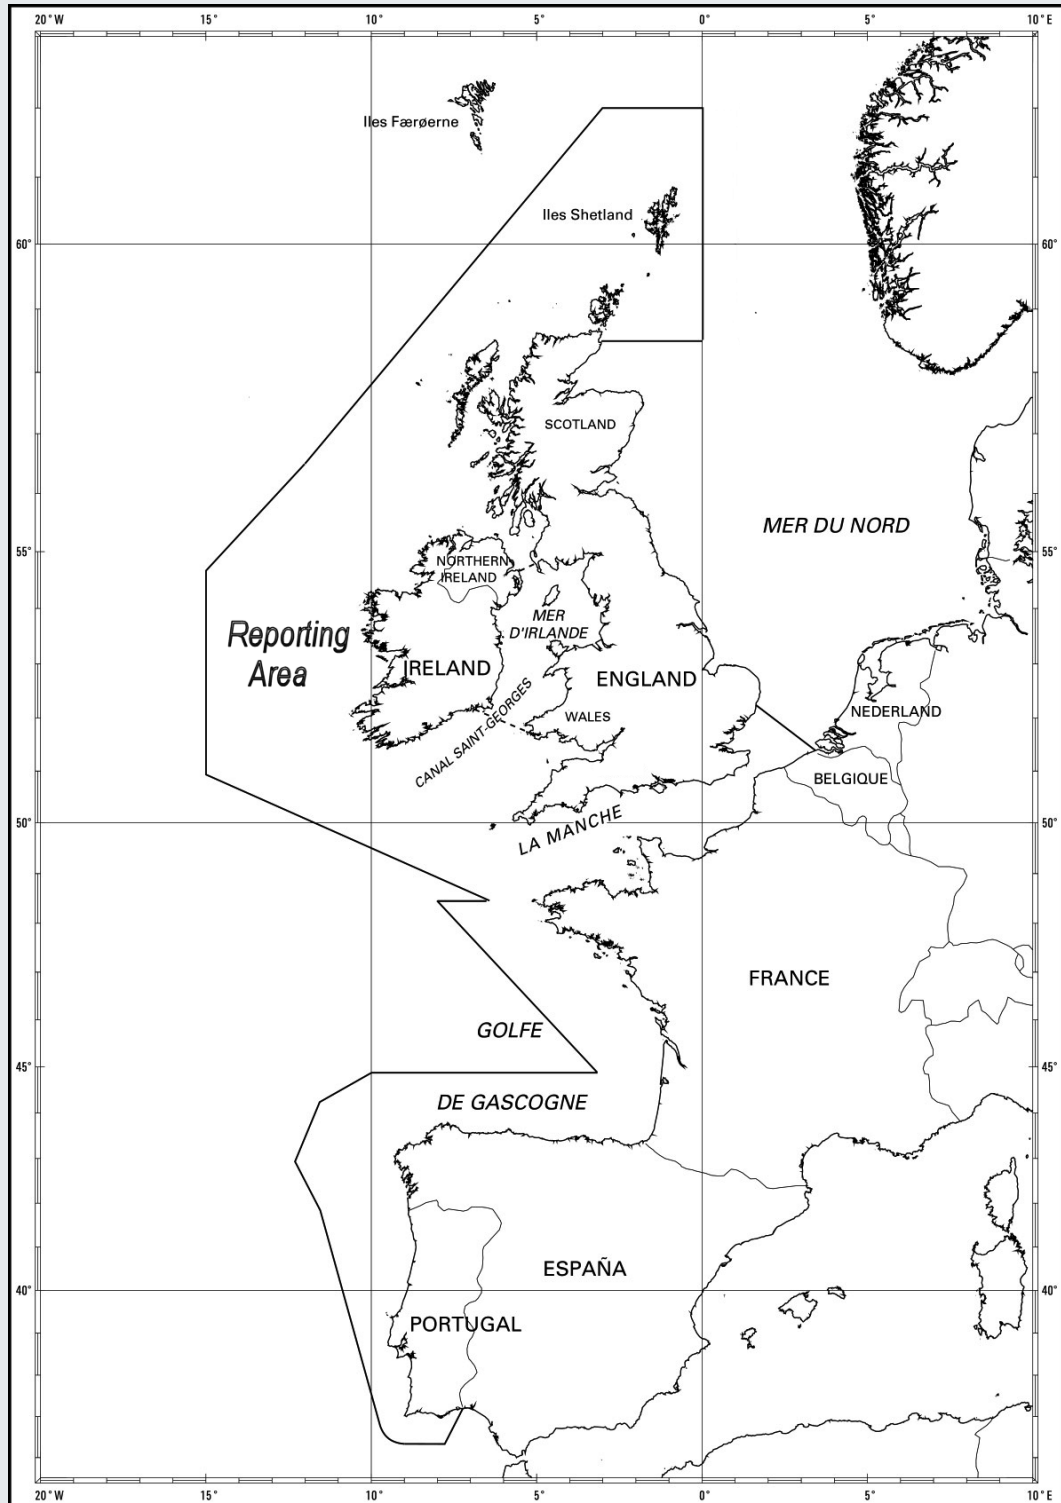 20° W 15° 10° 5° 0° 5° 10° E
Iles Færøerne
Iles Shetland
60° 60°
SCOTLAND
MER DU NORD
55° 55°
NORTHERN
IRELAND
MER
D'IRLANDE
Reporting
Area
IRELAND
ENGLAND
CANAL SAINT-GEORGES
WALES
NEDERLAND
BELGIQUE
50° 50°
LA MANCHE
FRANCE
GOLFE
45° 45°
DE GASCOGNE
ESPAÑA
40° 40°
PORTUGAL
20° W 15° 10° 5° 0° 5° 10° E